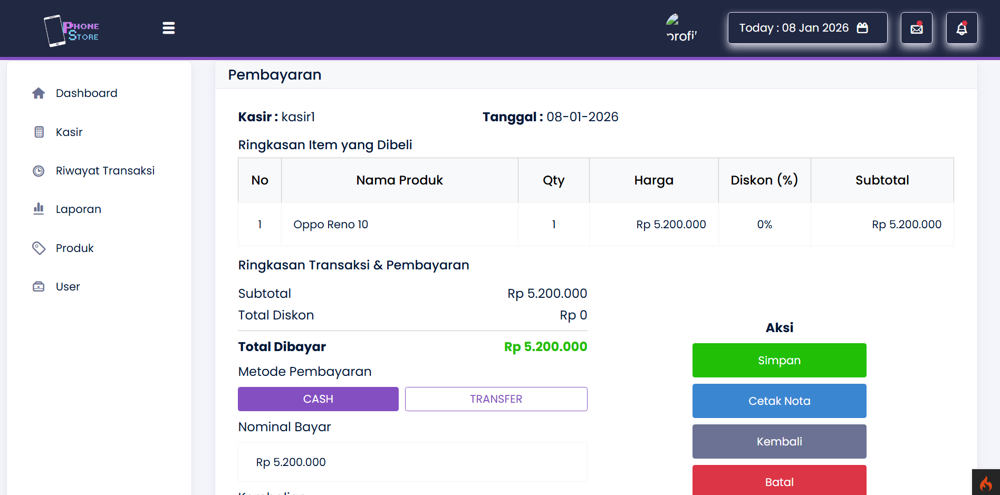 PHONE
STORE
profil
Today : 08 Jan 2026
Dashboard
Kasir
Riwayat Transaksi
Laporan
Produk
User
Pembayaran
Kasir : kasir1
Tanggal : 08-01-2026
Ringkasan Item yang Dibeli
No Nama Produk Qty Harga Diskon (%) Subtotal
1 Oppo Reno 10 1 Rp 5.200.000 0% Rp 5.200.000
Ringkasan Transaksi & Pembayaran
Subtotal Rp 5.200.000
Total Diskon Rp 0
Total Dibayar Rp 5.200.000
Metode Pembayaran
CASH TRANSFER
Nominal Bayar
Rp 5.200.000
Kembalian
Aksi
Simpan
Cetak Nota
Kembali
Batal